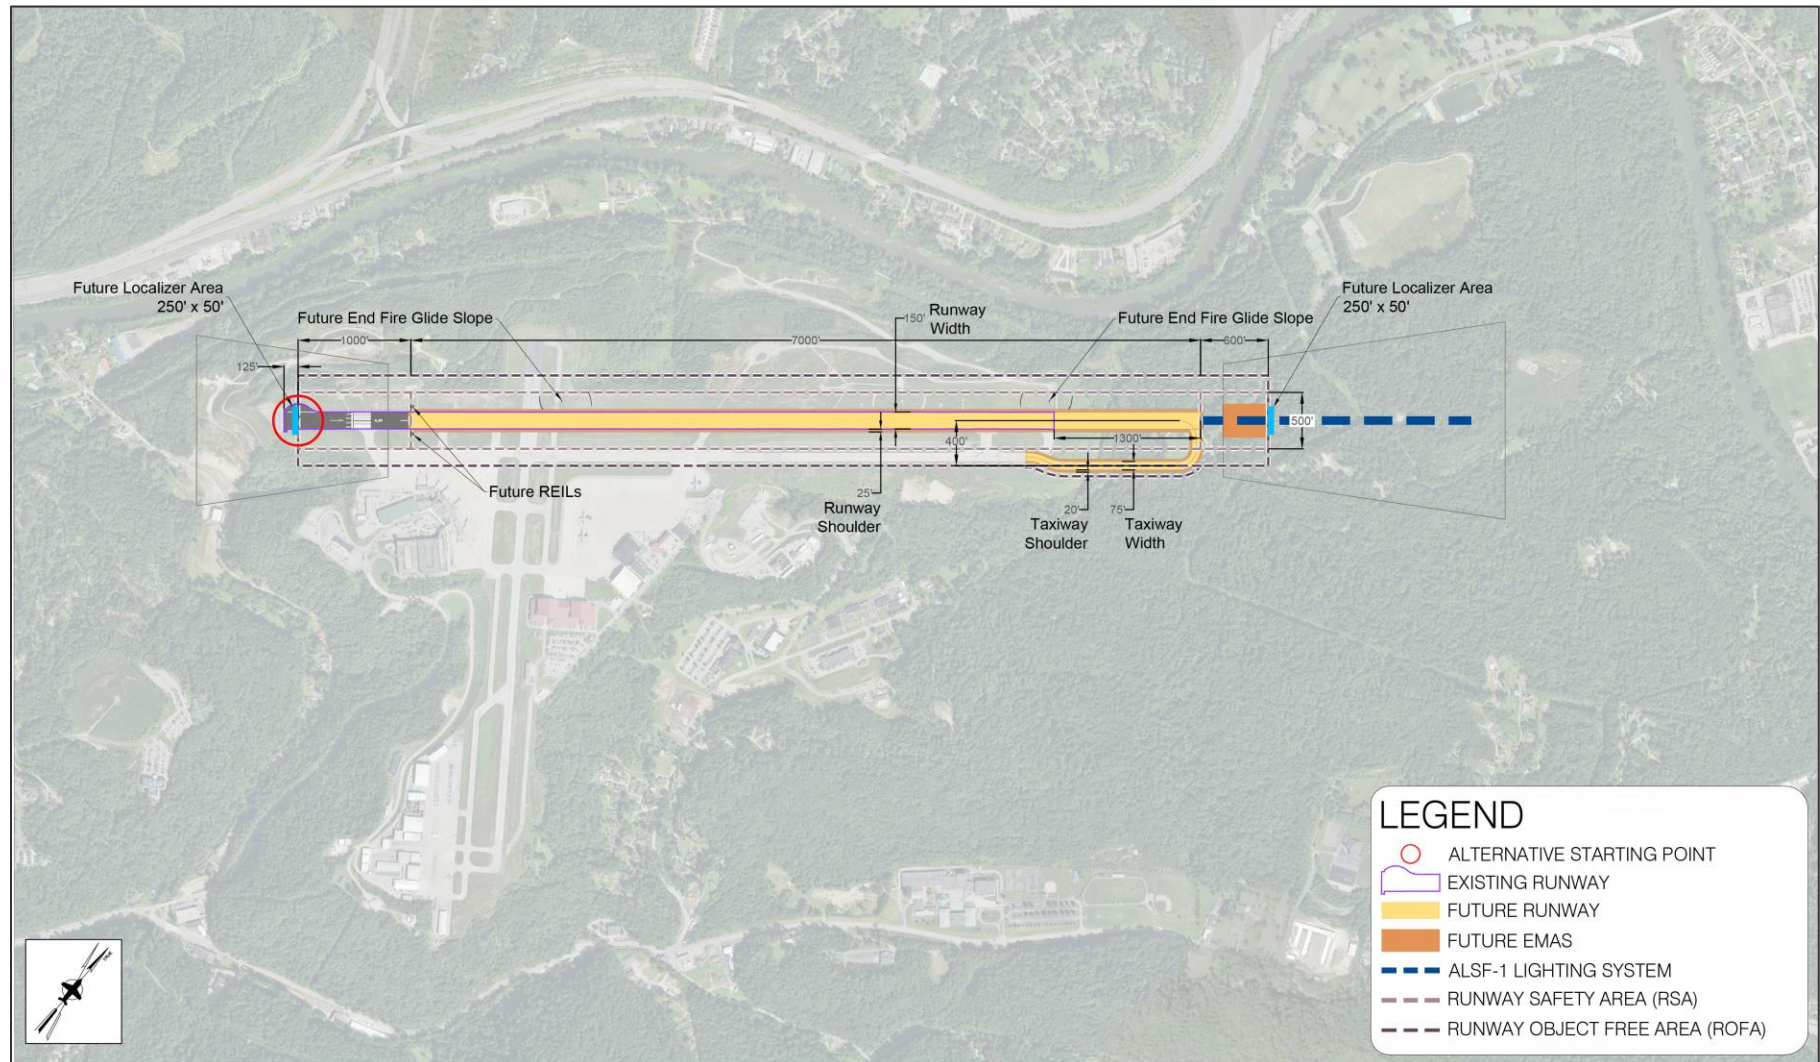 Future Localizer Area
250' x 50'
Future End Fire Glide Slope
150'
Runway
Width
Future End Fire Glide Slope
Future Localizer Area
250' x 50'
1000'
7000'
600'
125'
500'
400'
1300'
Future REILs
25'
Runway
Shoulder
20'
Taxiway
Shoulder
75'
Taxiway
Width
LEGEND
ALTERNATIVE STARTING POINT
EXISTING RUNWAY
FUTURE RUNWAY
FUTURE EMAS
ALSF-1 LIGHTING SYSTEM
RUNWAY SAFETY AREA (RSA)
RUNWAY OBJECT FREE AREA (ROFA)